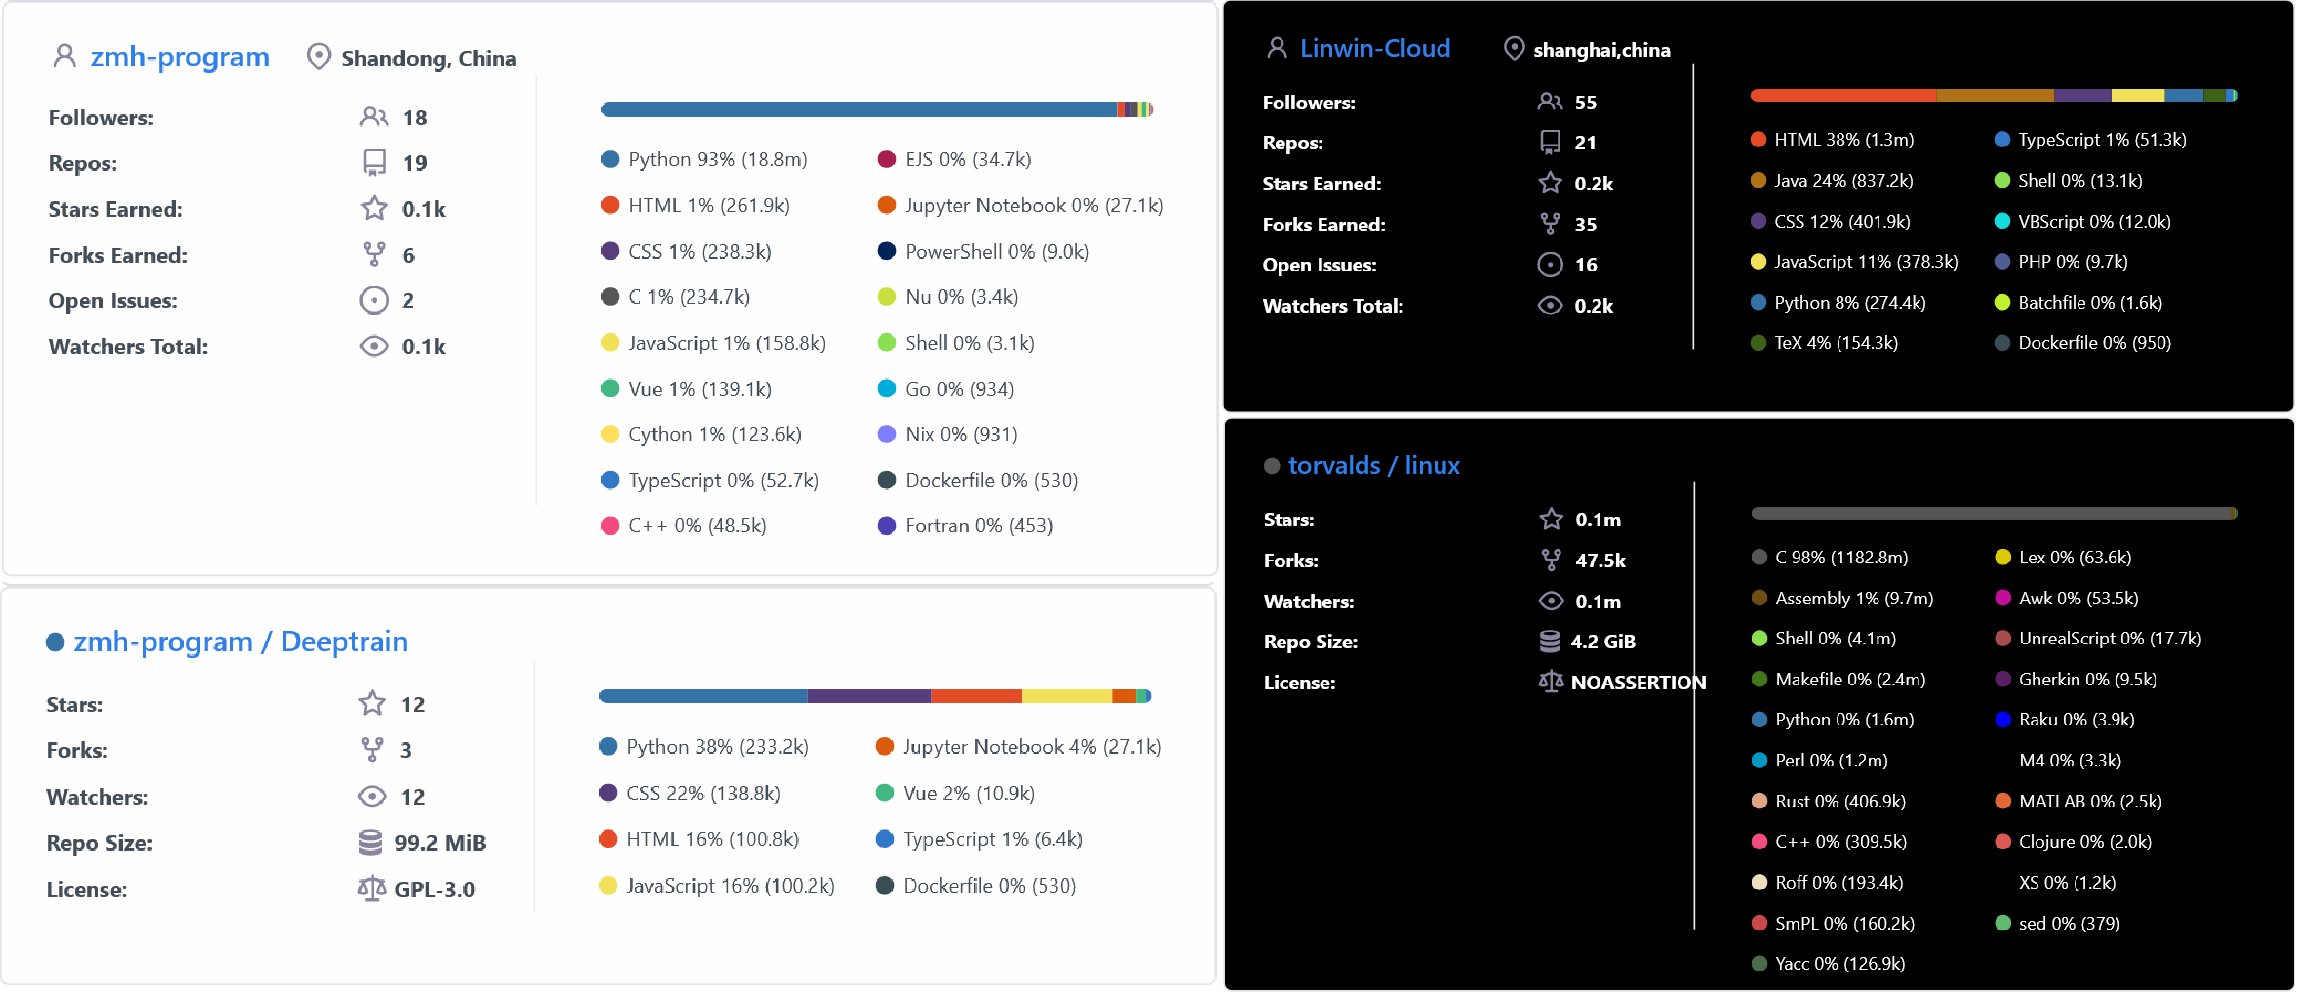 zmh-program Shandong, China
Followers: 18
Repos: 19
Stars Earned: 0.1k
Forks Earned: 6
Open Issues: 2
Watchers Total: 0.1k
Python 93% (18.8m) EJS 0% (34.7k)
HTML 1% (261.9k) Jupyter Notebook 0% (27.1k)
CSS 1% (238.3k) PowerShell 0% (9.0k)
C 1% (234.7k) Nu 0% (3.4k)
JavaScript 1% (158.8k) Shell 0% (3.1k)
Vue 1% (139.1k) Go 0% (934)
Cython 1% (123.6k) Nix 0% (931)
TypeScript 0% (52.7k) Dockerfile 0% (530)
C++ 0% (48.5k) Fortran 0% (453)
Linwin-Cloud shanghai,china
Followers: 55
Repos: 21
Stars Earned: 0.2k
Forks Earned: 35
Open Issues: 16
Watchers Total: 0.2k
HTML 38% (1.3m) TypeScript 1% (51.3k)
Java 24% (837.2k) Shell 0% (13.1k)
CSS 12% (401.9k) VBScript 0% (12.0k)
JavaScript 11% (378.3k) PHP 0% (9.7k)
Python 8% (274.4k) Batchfile 0% (1.6k)
TeX 4% (154.3k) Dockerfile 0% (950)
zmh-program / Deeptrain
Stars: 12
Forks: 3
Watchers: 12
Repo Size: 99.2 MiB
License: GPL-3.0
Python 38% (233.2k) Jupyter Notebook 4% (27.1k)
CSS 22% (138.8k) Vue 2% (10.9k)
HTML 16% (100.8k) TypeScript 1% (6.4k)
JavaScript 16% (100.2k) Dockerfile 0% (530)
torvalds / linux
Stars: 0.1m
Forks: 47.5k
Watchers: 0.1m
Repo Size: 4.2 GiB
License: NOASSERTION
C 98% (1182.8m) Lex 0% (63.6k)
Assembly 1% (9.7m) Awk 0% (53.5k)
Shell 0% (4.1m) UnrealScript 0% (17.7k)
Makefile 0% (2.4m) Gherkin 0% (9.5k)
Python 0% (1.6m) Raku 0% (3.9k)
Perl 0% (1.2m) M4 0% (3.3k)
Rust 0% (406.9k) MATLAB 0% (2.5k)
C++ 0% (309.5k) Clojure 0% (2.0k)
Roff 0% (193.4k) XS 0% (1.2k)
SmPL 0% (160.2k) sed 0% (379)
Yacc 0% (126.9k)